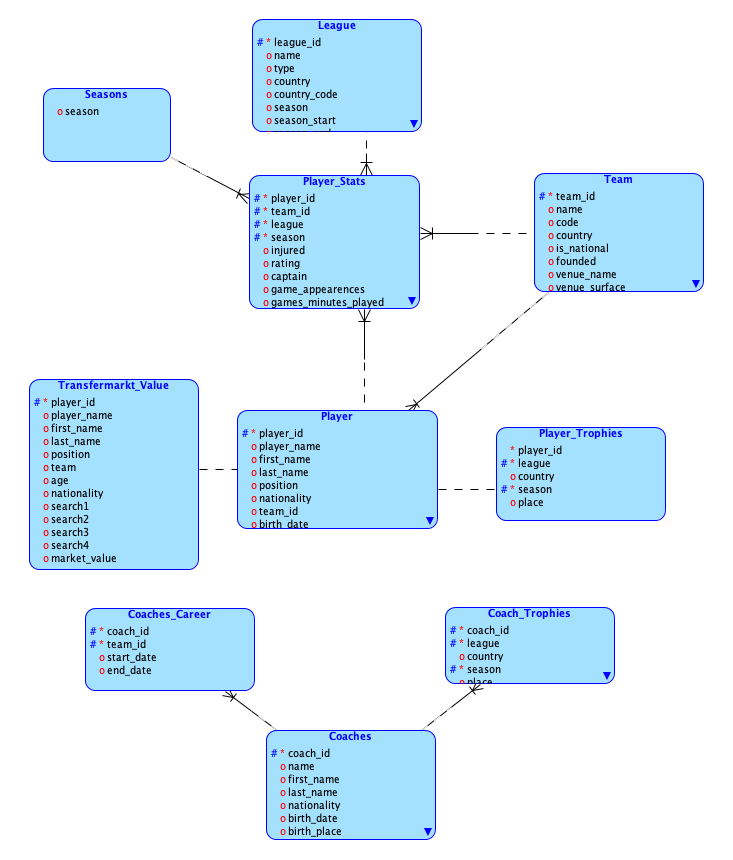 League
# * league_id
o name
o type
o country
o country_code
o season
o season_start
Seasons
o season
Player_Stats
# * player_id
# * team_id
# * league
# * season
o injured
o rating
o captain
o game_appearences
o games_minutes_played
Team
# * team_id
o name
o code
o country
o is_national
o founded
o venue_name
o venue_surface
Transfermarkt_Value
# * player_id
o player_name
o first_name
o last_name
o position
o team
o age
o nationality
o search1
o search2
o search3
o search4
o market_value
Player
# * player_id
o player_name
o first_name
o last_name
o position
o nationality
o team_id
o birth_date
Player_Trophies
* player_id
# * league
o country
# * season
o place
Coaches_Career
# * coach_id
# * team_id
o start_date
o end_date
Coach_Trophies
# * coach_id
# * league
o country
# * season
o place
Coaches
# * coach_id
o name
o first_name
o last_name
o nationality
o birth_date
o birth_place